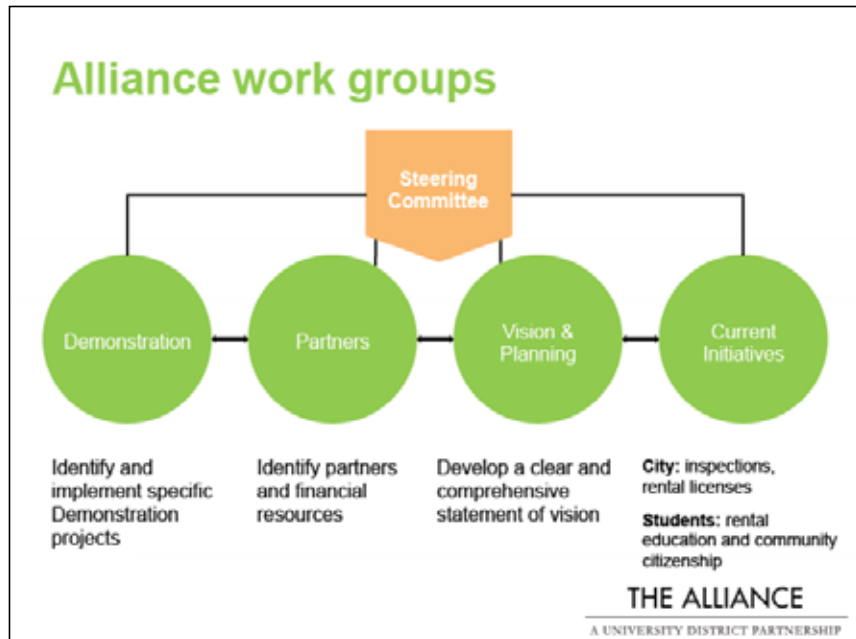 Alliance work groups
Steering
Committee
Demonstration
Partners
Vision &
Planning
Current
Initiatives
Identify and
implement specific
Demonstration
projects
Identify partners
and financial
resources
Develop a clear and
comprehensive
statement of vision
City: inspections,
rental licenses
Students: rental
education and community
citizenship
THE ALLIANCE
A UNIVERSITY DISTRICT PARTNERSHIP